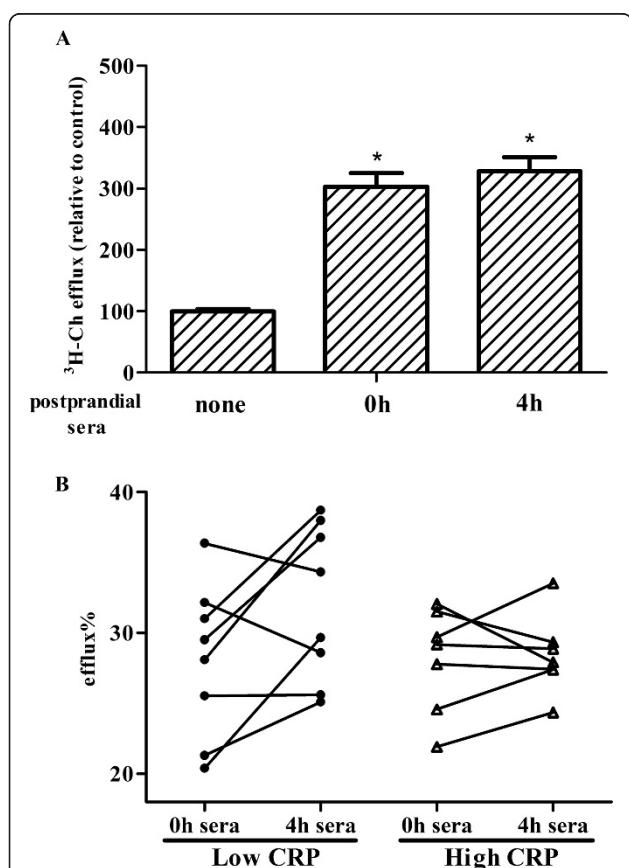 A
³H-Ch efflux (relative to control)
500
400
300
200
100
0
*
*
postprandial
sera
none
0h
4h
B
efflux%
40
30
20
0h sera
4h sera
0h sera
4h sera
Low CRP
High CRP